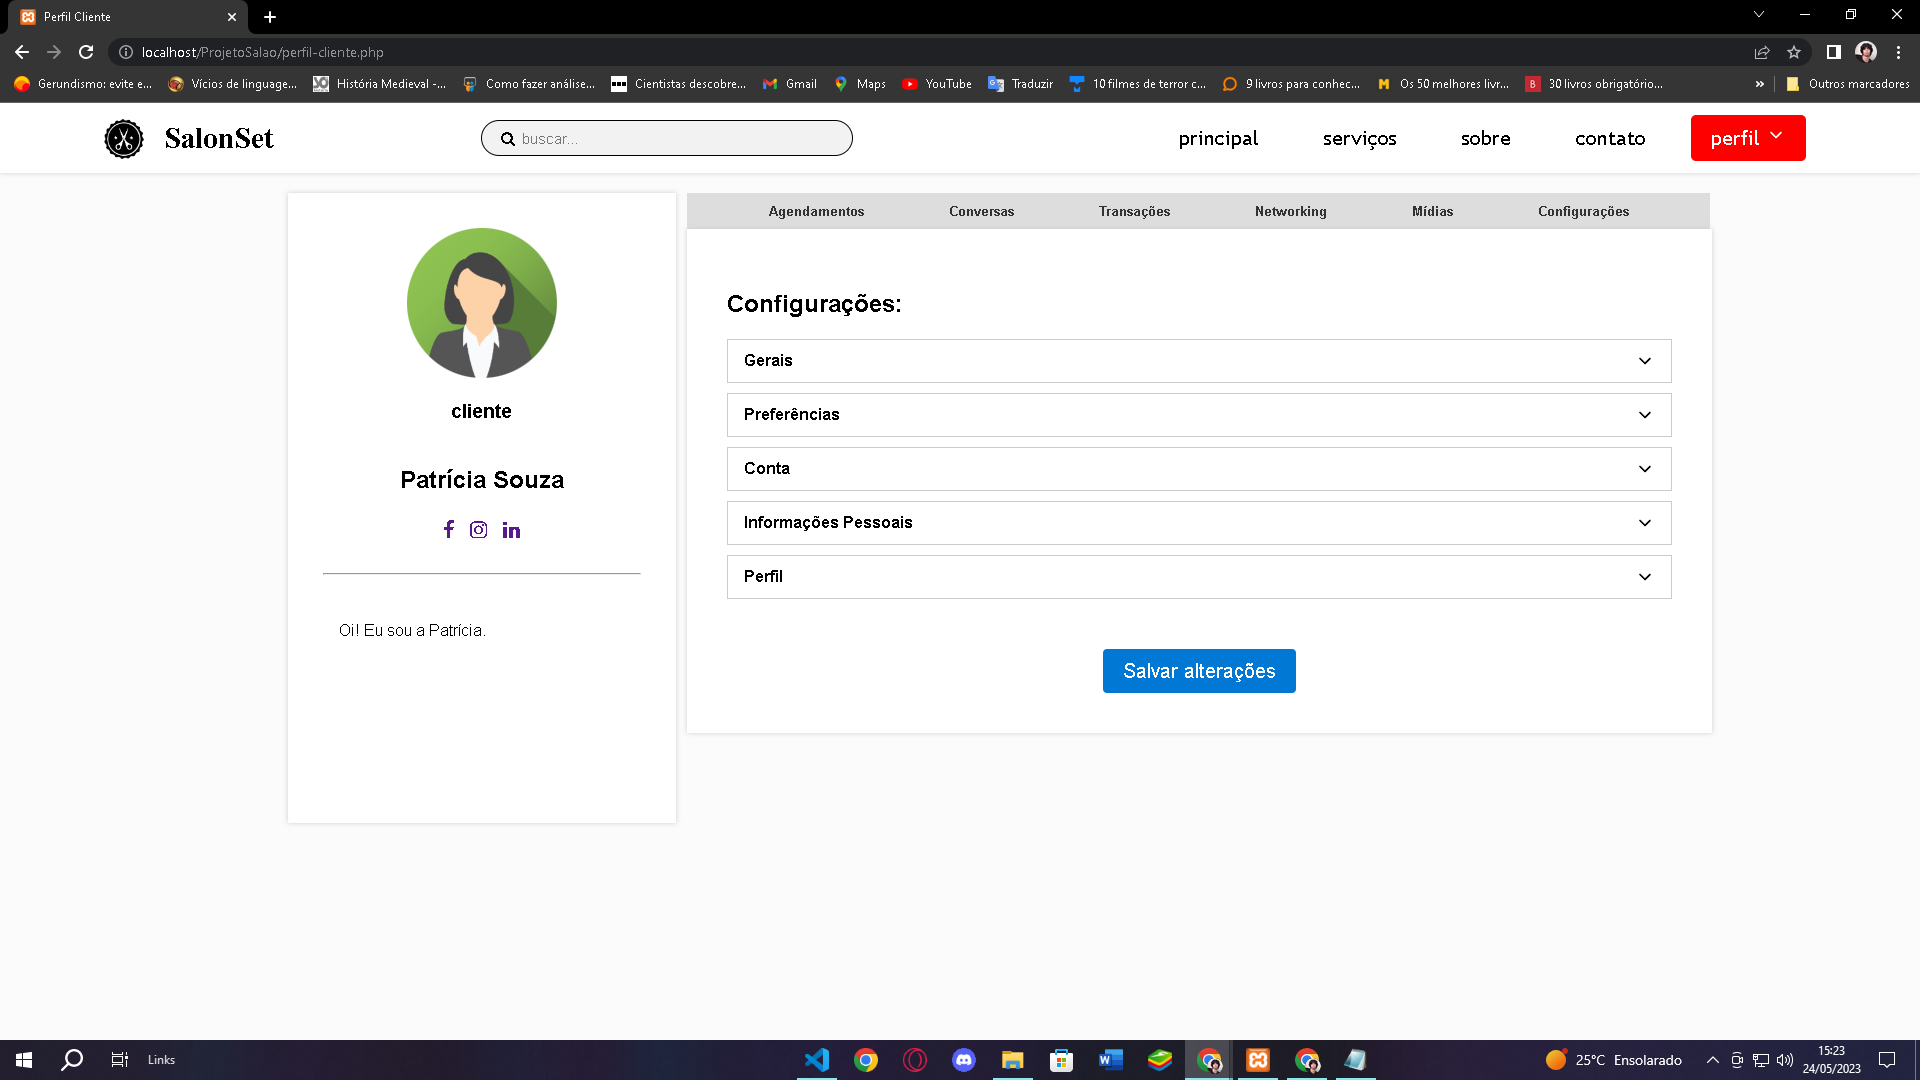 Perfil Cliente
localhost/ProjetoSalao/perfil-cliente.php
Gerundismo: evite e... Vícios de linguage... História Medieval -... Como fazer análise... Cientistas descobre... Gmail Maps YouTube Traduzir 10 filmes de terror c... 9 livros para conhec... Os 50 melhores livr... 30 livros obrigatório... » Outros marcadores
SalonSet buscar... principal serviços sobre contato perfil
Agendamentos Conversas Transações Networking Mídias Configurações
cliente
Patrícia Souza
Oi! Eu sou a Patrícia.
Configurações:
Gerais
Preferências
Conta
Informações Pessoais
Perfil
Salvar alterações
Links 25°C Ensolarado 15:23
24/05/2023